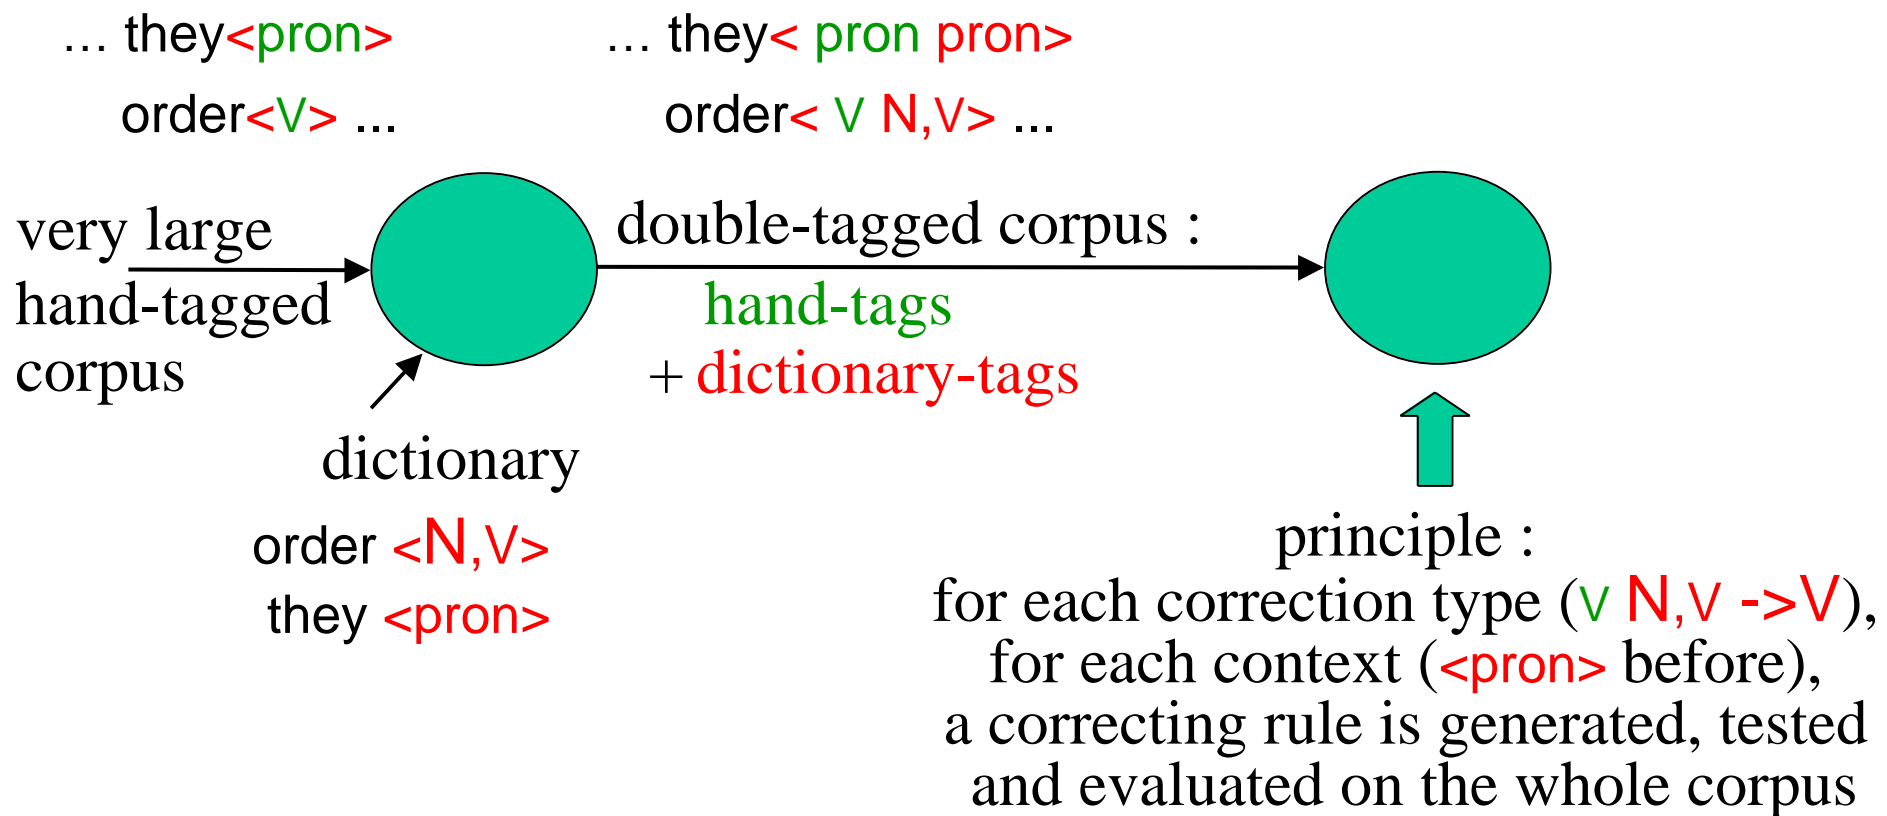 ... they<pron>
order<V> ...
... they< pron pron>
order< V N,V> ...
very large
hand-tagged
corpus
double-tagged corpus :
hand-tags
+ dictionary-tags
dictionary
order <N,V>
they <pron>
principle :
for each correction type (V N,V ->V),
for each context (<pron> before),
a correcting rule is generated, tested
and evaluated on the whole corpus